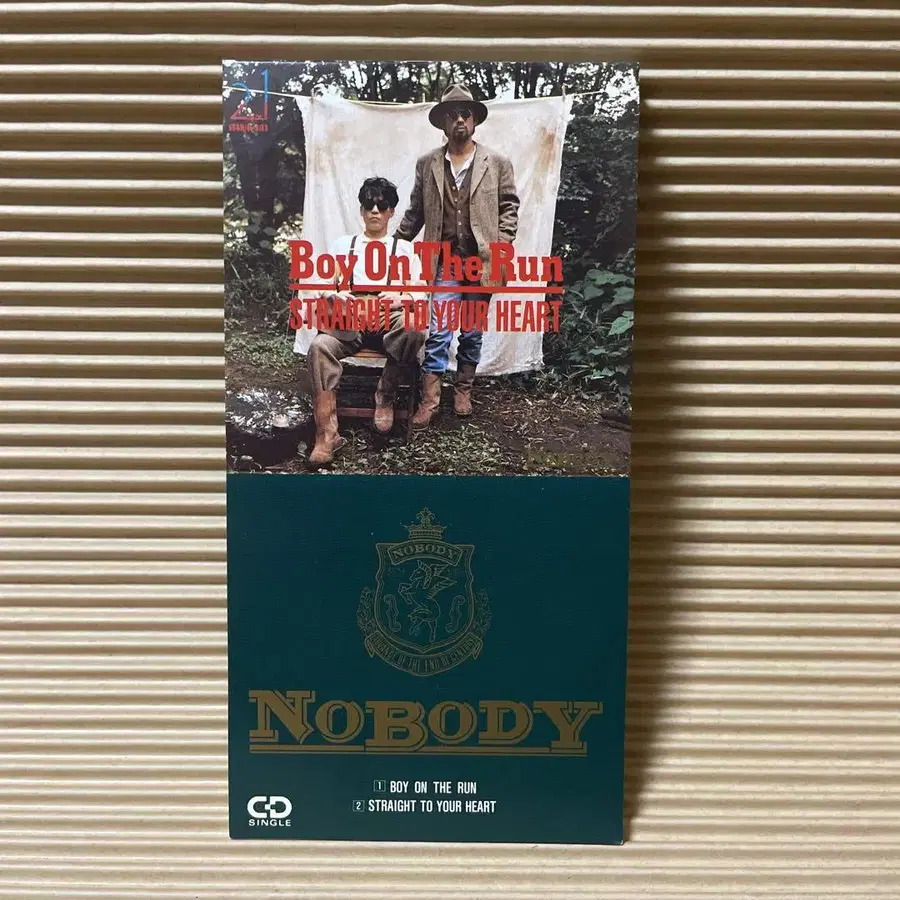 21
Boy On The Run
STRAIGHT TO YOUR HEART
NOBODY
NOBODY
1 BOY ON THE RUN
2 STRAIGHT TO YOUR HEART
CD
SINGLE